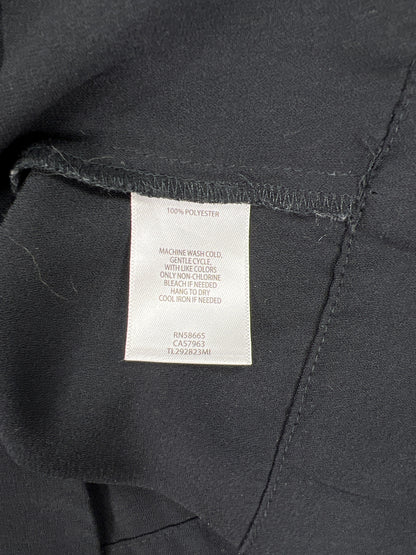 100% POLYESTER
MACHINE WASH COLD,
GENTLE CYCLE,
WITH LIKE COLORS
ONLY NON-CHLORINE
BLEACH IF NEEDED
HANG TO DRY
COOL IRON IF NEEDED
RN58665
CA57963
TL292823MI